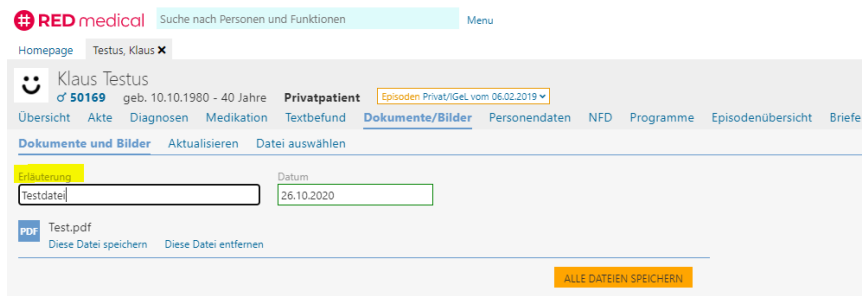 RED medical Suche nach Personen und Funktionen Menu
Homepage Testus, Klaus ✖
Klaus Testus
♂ 50169 geb. 10.10.1980 - 40 Jahre Privatpatient Episoden Privat/IGeL vom 06.02.2019
Übersicht Akte Diagnosen Medikation Textbefund Dokumente/Bilder Personendaten NFD Programme Episodenübersicht Briefe
Dokumente und Bilder Aktualisieren Datei auswählen
Erläuterung Datum
Testdatei 26.10.2020
PDF Test.pdf
Diese Datei speichern Diese Datei entfernen
ALLE DATEIEN SPEICHERN